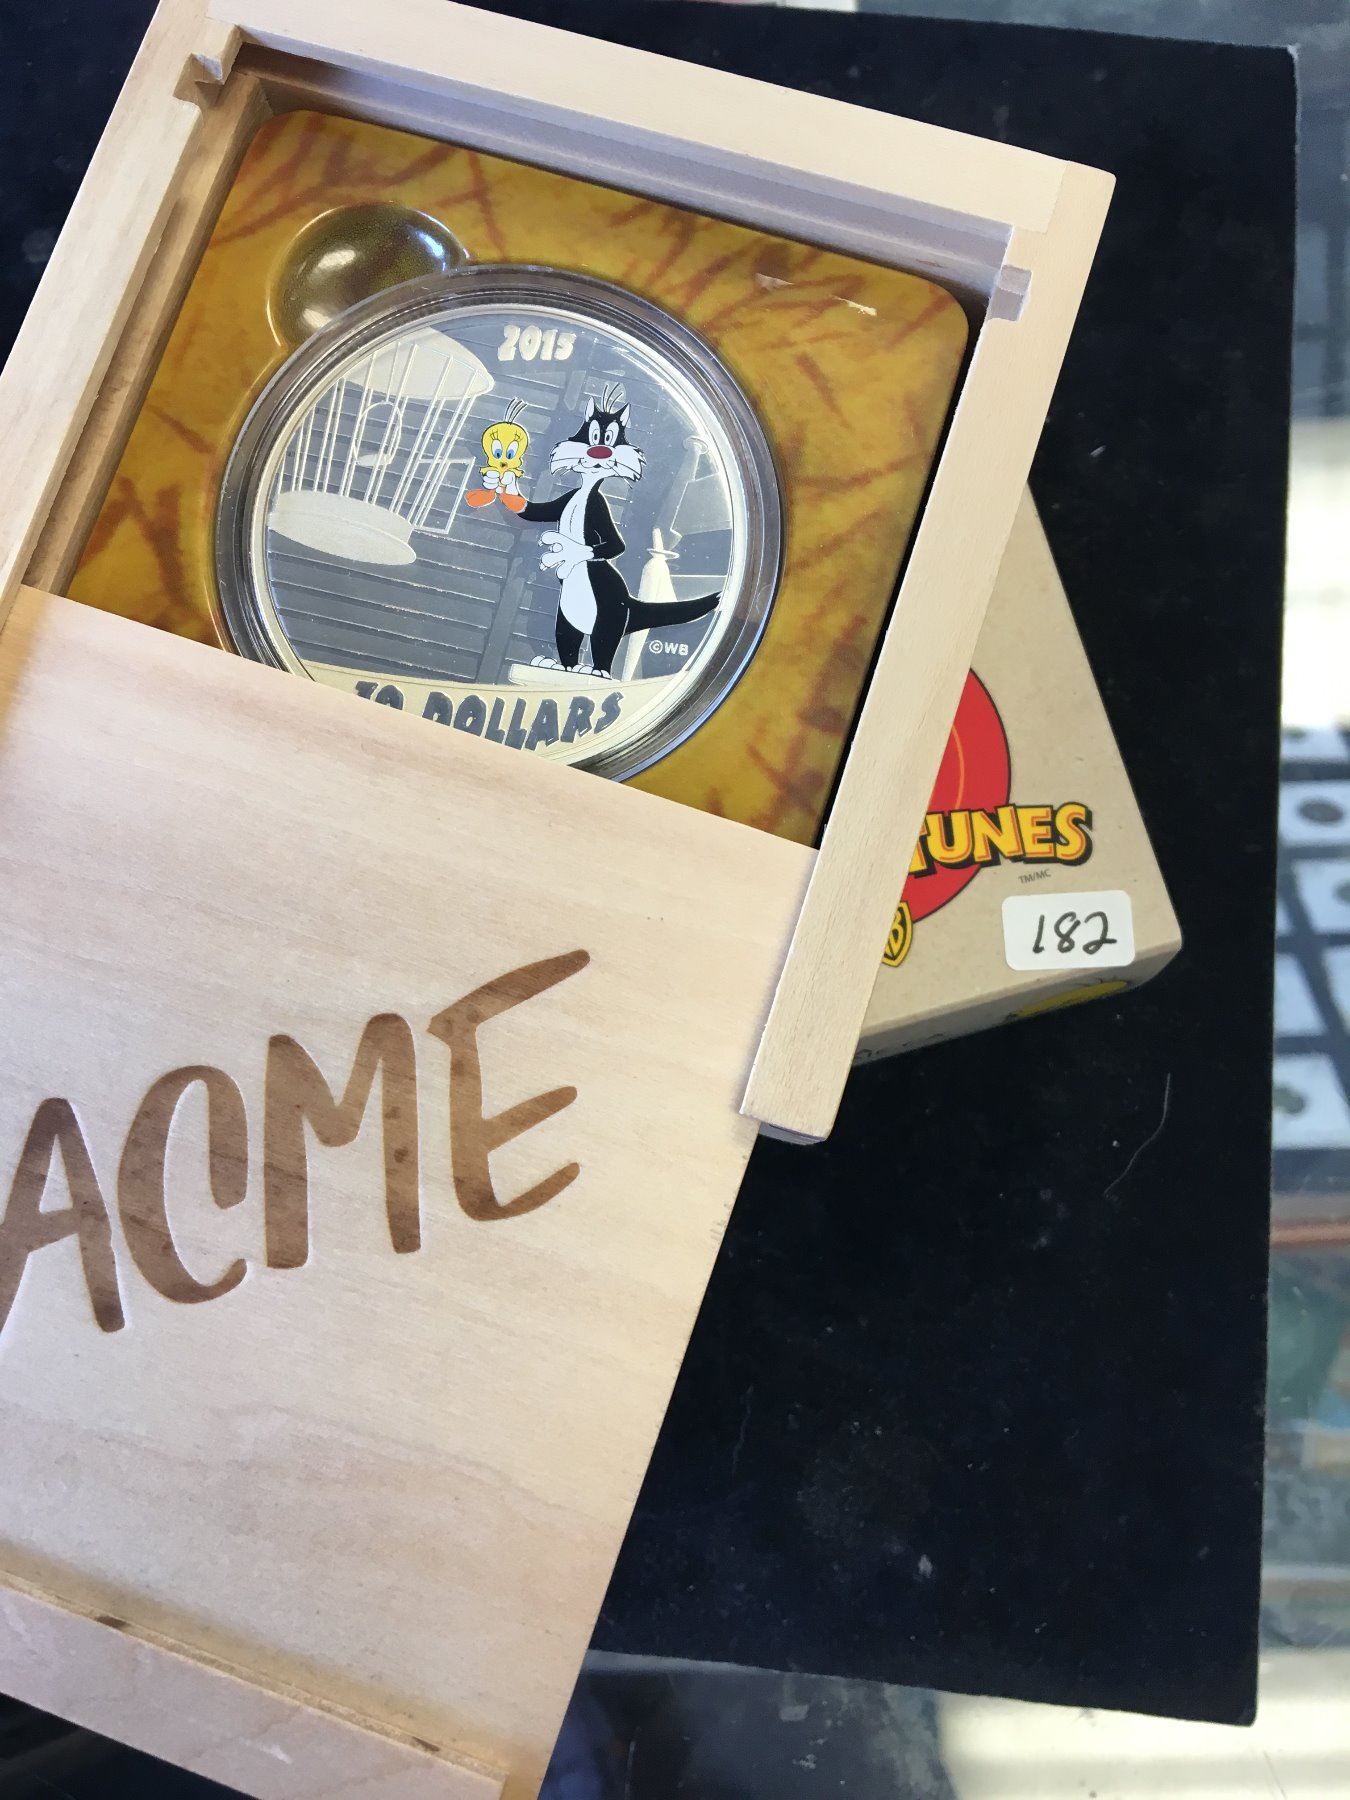 2015
©WB
10 DOLLARS
TUNES
TM/MC
182
ACME